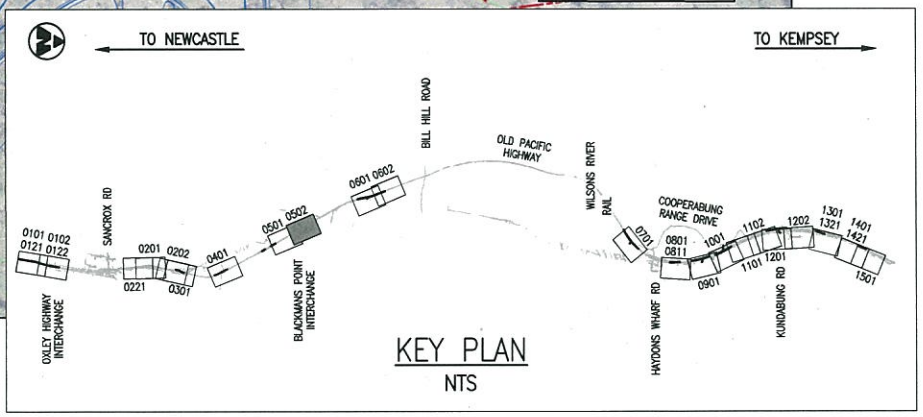 TO NEWCASTLE
TO KEMPSEY
BILL HILL ROAD
OLD PACIFIC
HIGHWAY
WILSONS RIVER
RAIL
COOPERABUNG
RANGE DRIVE
SANCROX RD
0101 0102
0121 0122
OXLEY HIGHWAY
INTERCHANGE
0201
0202
0221
0301
0401
0501 0502
BLACKMANS POINT
INTERCHANGE
0601 0602
0701
0801
0811
HAYDONS WHARF RD
0901
1001
1101
1102
1201
KUNDABUNG RD
1202
1301
1321
1401
1421
1501
KEY PLAN
NTS